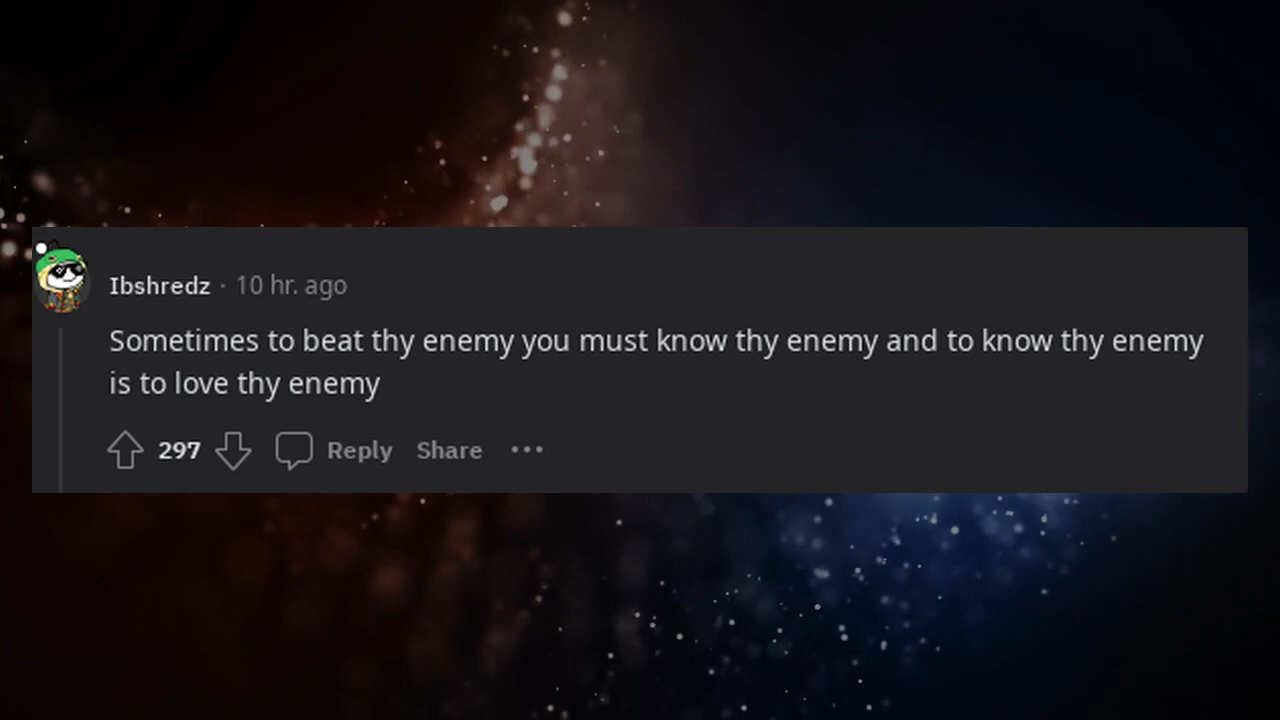 Ibshredz · 10 hr. ago
Sometimes to beat thy enemy you must know thy enemy and to know thy enemy
is to love thy enemy
297 Reply Share •••